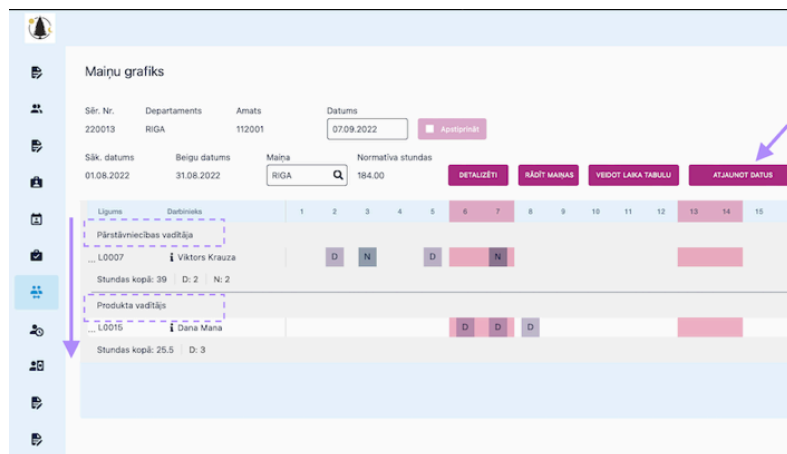 Maiņu grafiks
Sēr. Nr. Departaments Amats Datums
220013 RIGA 112001 07.09.2022 Apstiprināt
Sāk. datums Beigu datums Maiņa Normatīva stundas
01.08.2022 31.08.2022 RIGA 184.00 DETALIZĒTI RĀDĪT MAIŅAS VEIDOT LAIKA TABULU ATJAUNOT DATUS
Līgums Darbinieks 1 2 3 4 5 6 7 8 9 10 11 12 13 14 15
Pārstāvniecības vadītāja
... L0007 i Viktors Krauza D N D N
Stundas kopā: 39 D: 2 N: 2
Produkta vadītājs
... L0015 i Dana Mana D D D
Stundas kopā: 25.5 D: 3